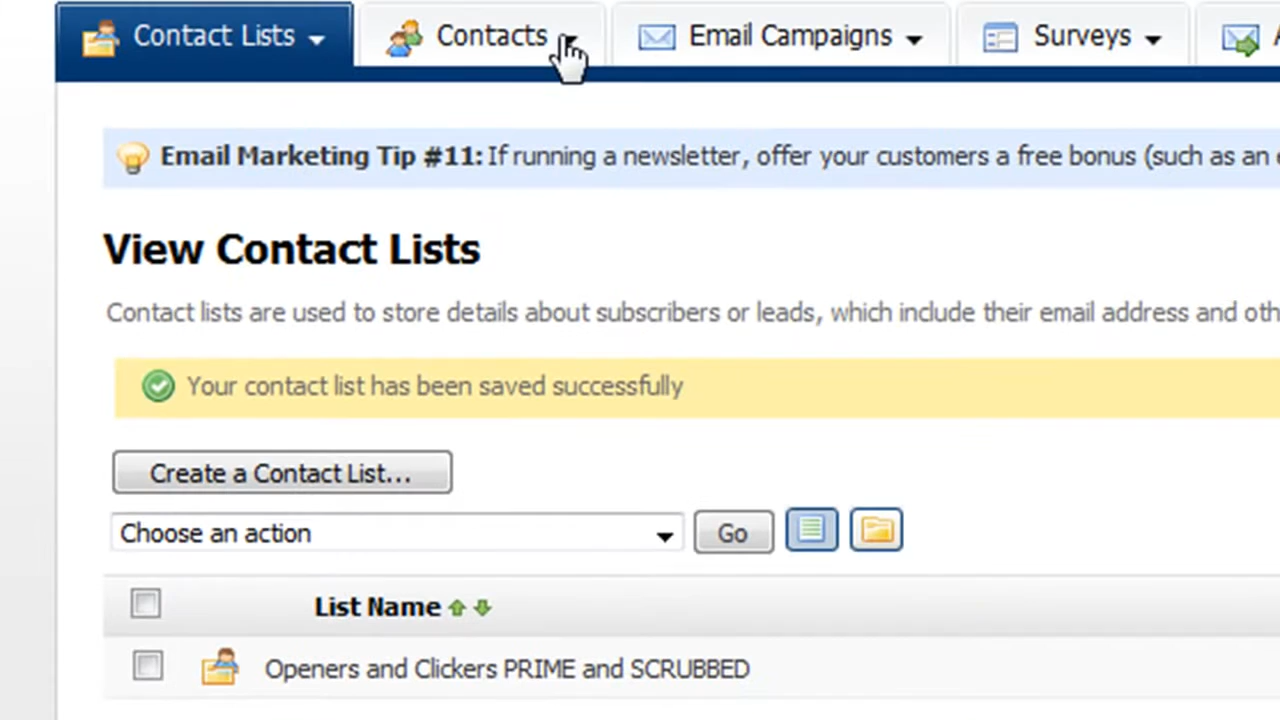 Contact Lists Contacts Email Campaigns Surveys
Email Marketing Tip #11: If running a newsletter, offer your customers a free bonus (such as an
View Contact Lists
Contact lists are used to store details about subscribers or leads, which include their email address and oth
Your contact list has been saved successfully
Create a Contact List...
Choose an action Go
List Name
Openers and Clickers PRIME and SCRUBBED